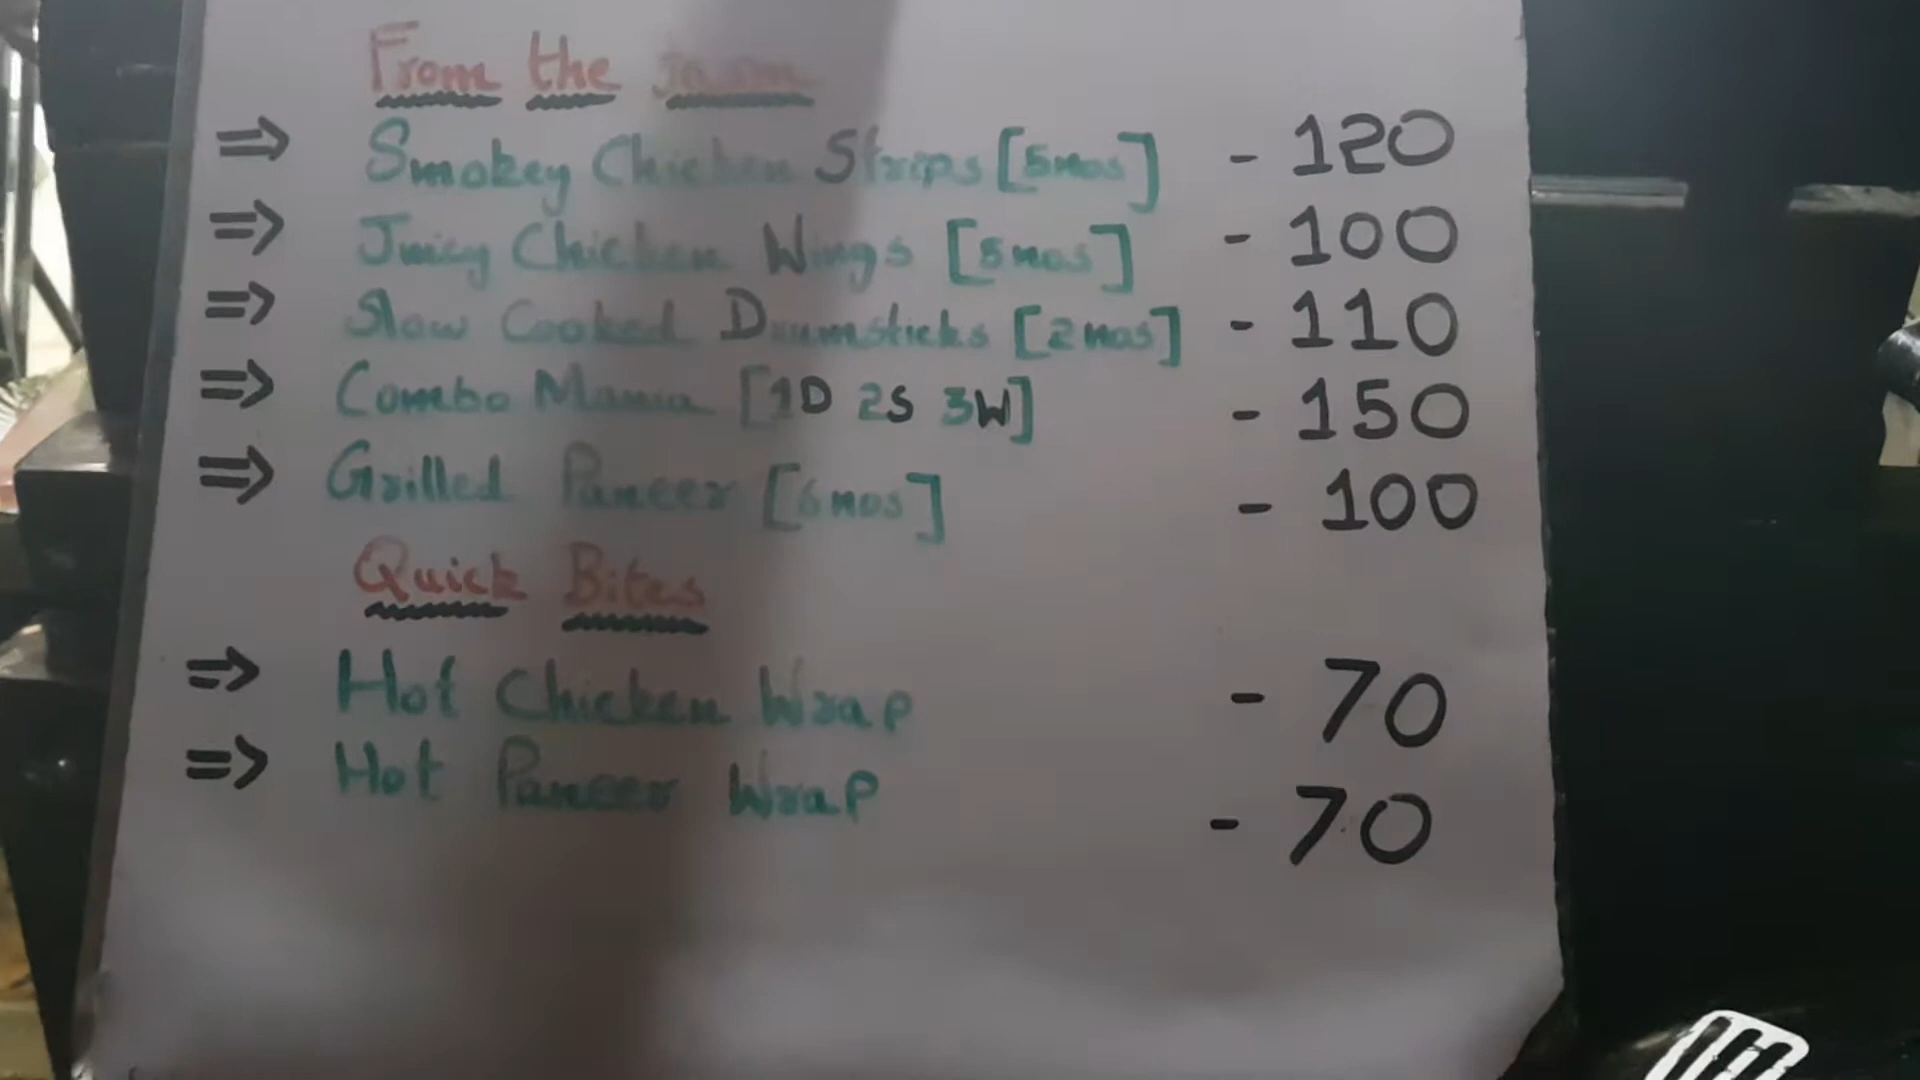 From the
Smokey Chicken Strips [5nos] - 120
Juicy Chicken Wings [5nos] - 100
Slow Cooked Drumsticks [2nos] - 110
Combo Mania [1D 2S 3W] - 150
Grilled Paneer [6nos] - 100
Quick Bites
Hot Chicken Wrap - 70
Hot Paneer Wrap - 70